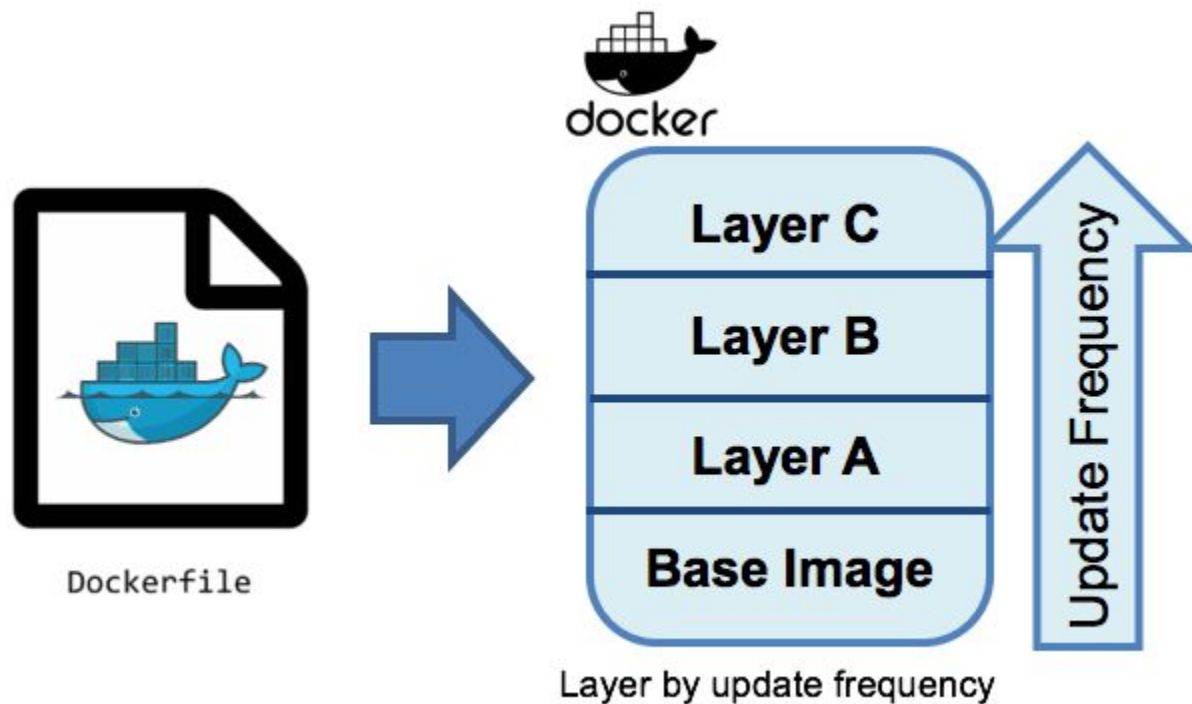 docker
Layer C
Layer B
Layer A
Base Image
Update Frequency
Dockerfile
Layer by update frequency